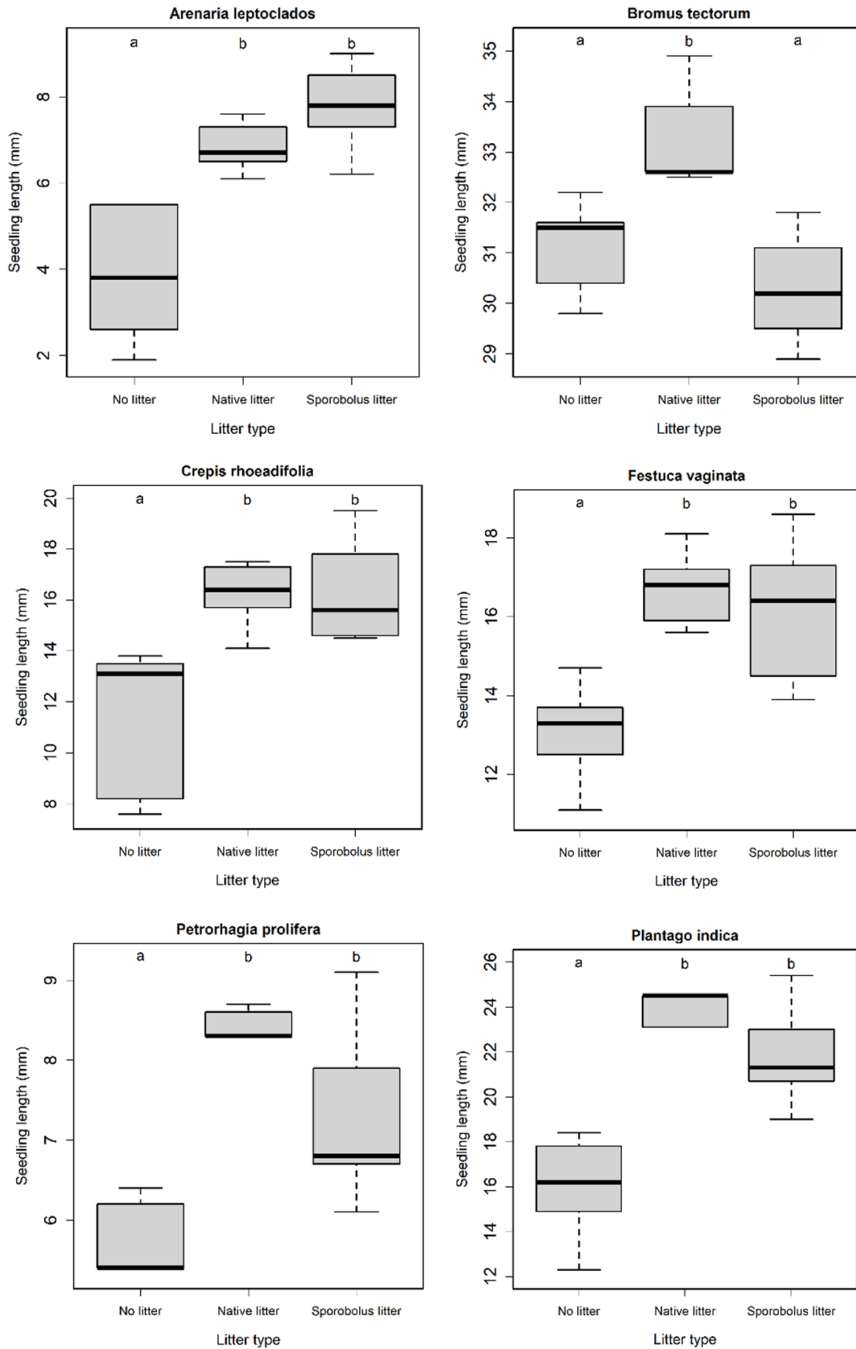 Arenaria leptoclados
a b b
Seedling length (mm)
8
6
4
2
No litter Native litter Sporobolus litter
Litter type
Bromus tectorum
a b a
Seedling length (mm)
35
34
33
32
31
30
29
No litter Native litter Sporobolus litter
Litter type
Crepis rhoeadifolia
a b b
Seedling length (mm)
20
18
16
14
12
10
8
No litter Native litter Sporobolus litter
Litter type
Festuca vaginata
a b b
Seedling length (mm)
18
16
14
12
No litter Native litter Sporobolus litter
Litter type
Petrorhagia prolifera
a b b
Seedling length (mm)
9
8
7
6
No litter Native litter Sporobolus litter
Litter type
Plantago indica
a b b
Seedling length (mm)
26
24
22
20
18
16
14
12
No litter Native litter Sporobolus litter
Litter type